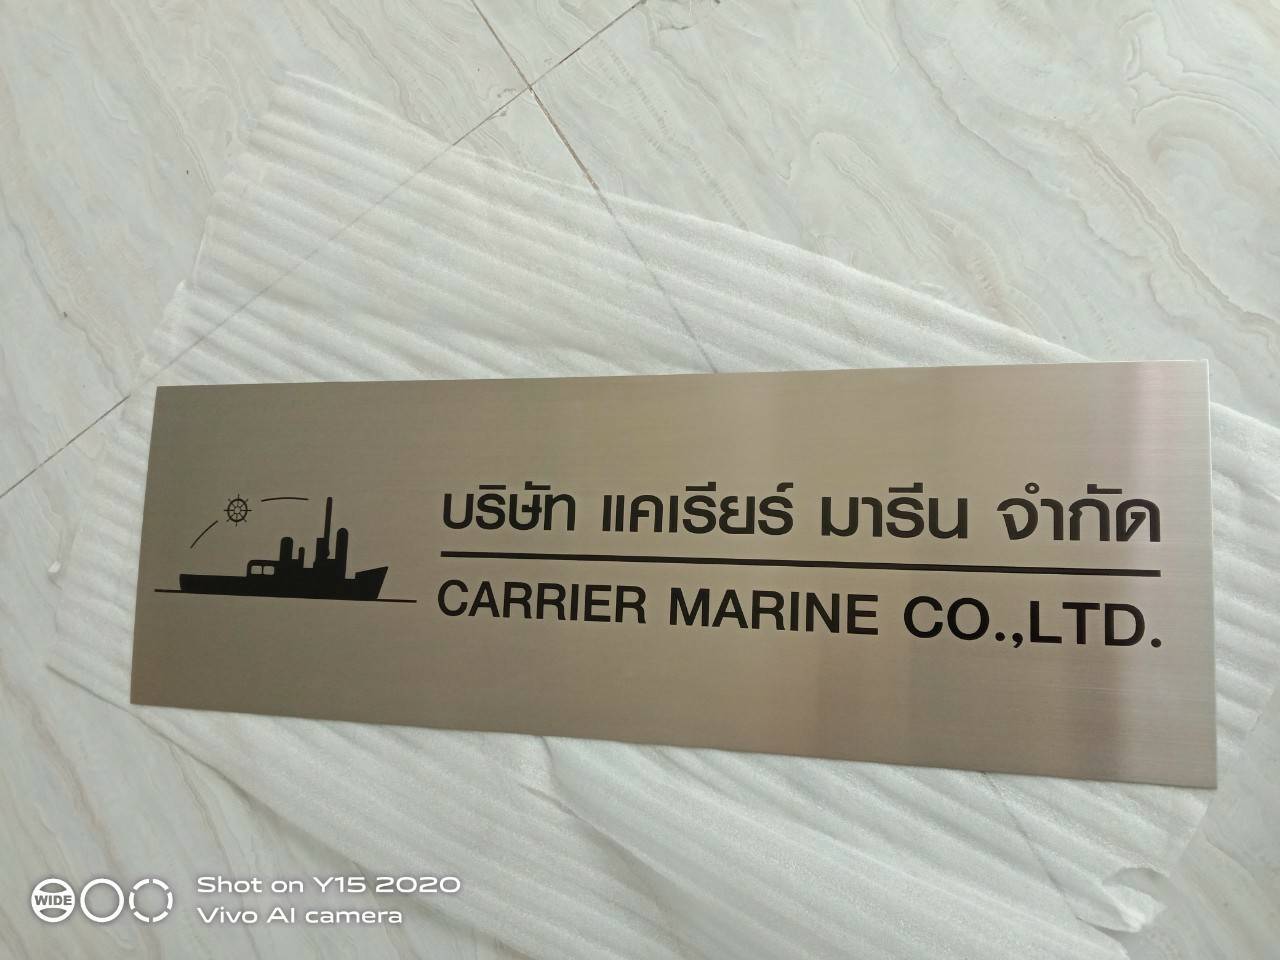 บริษัท แคเรียร์ มารีน จำกัด
CARRIER MARINE CO.,LTD.
WIDE
Shot on Y15 2020
Vivo AI camera